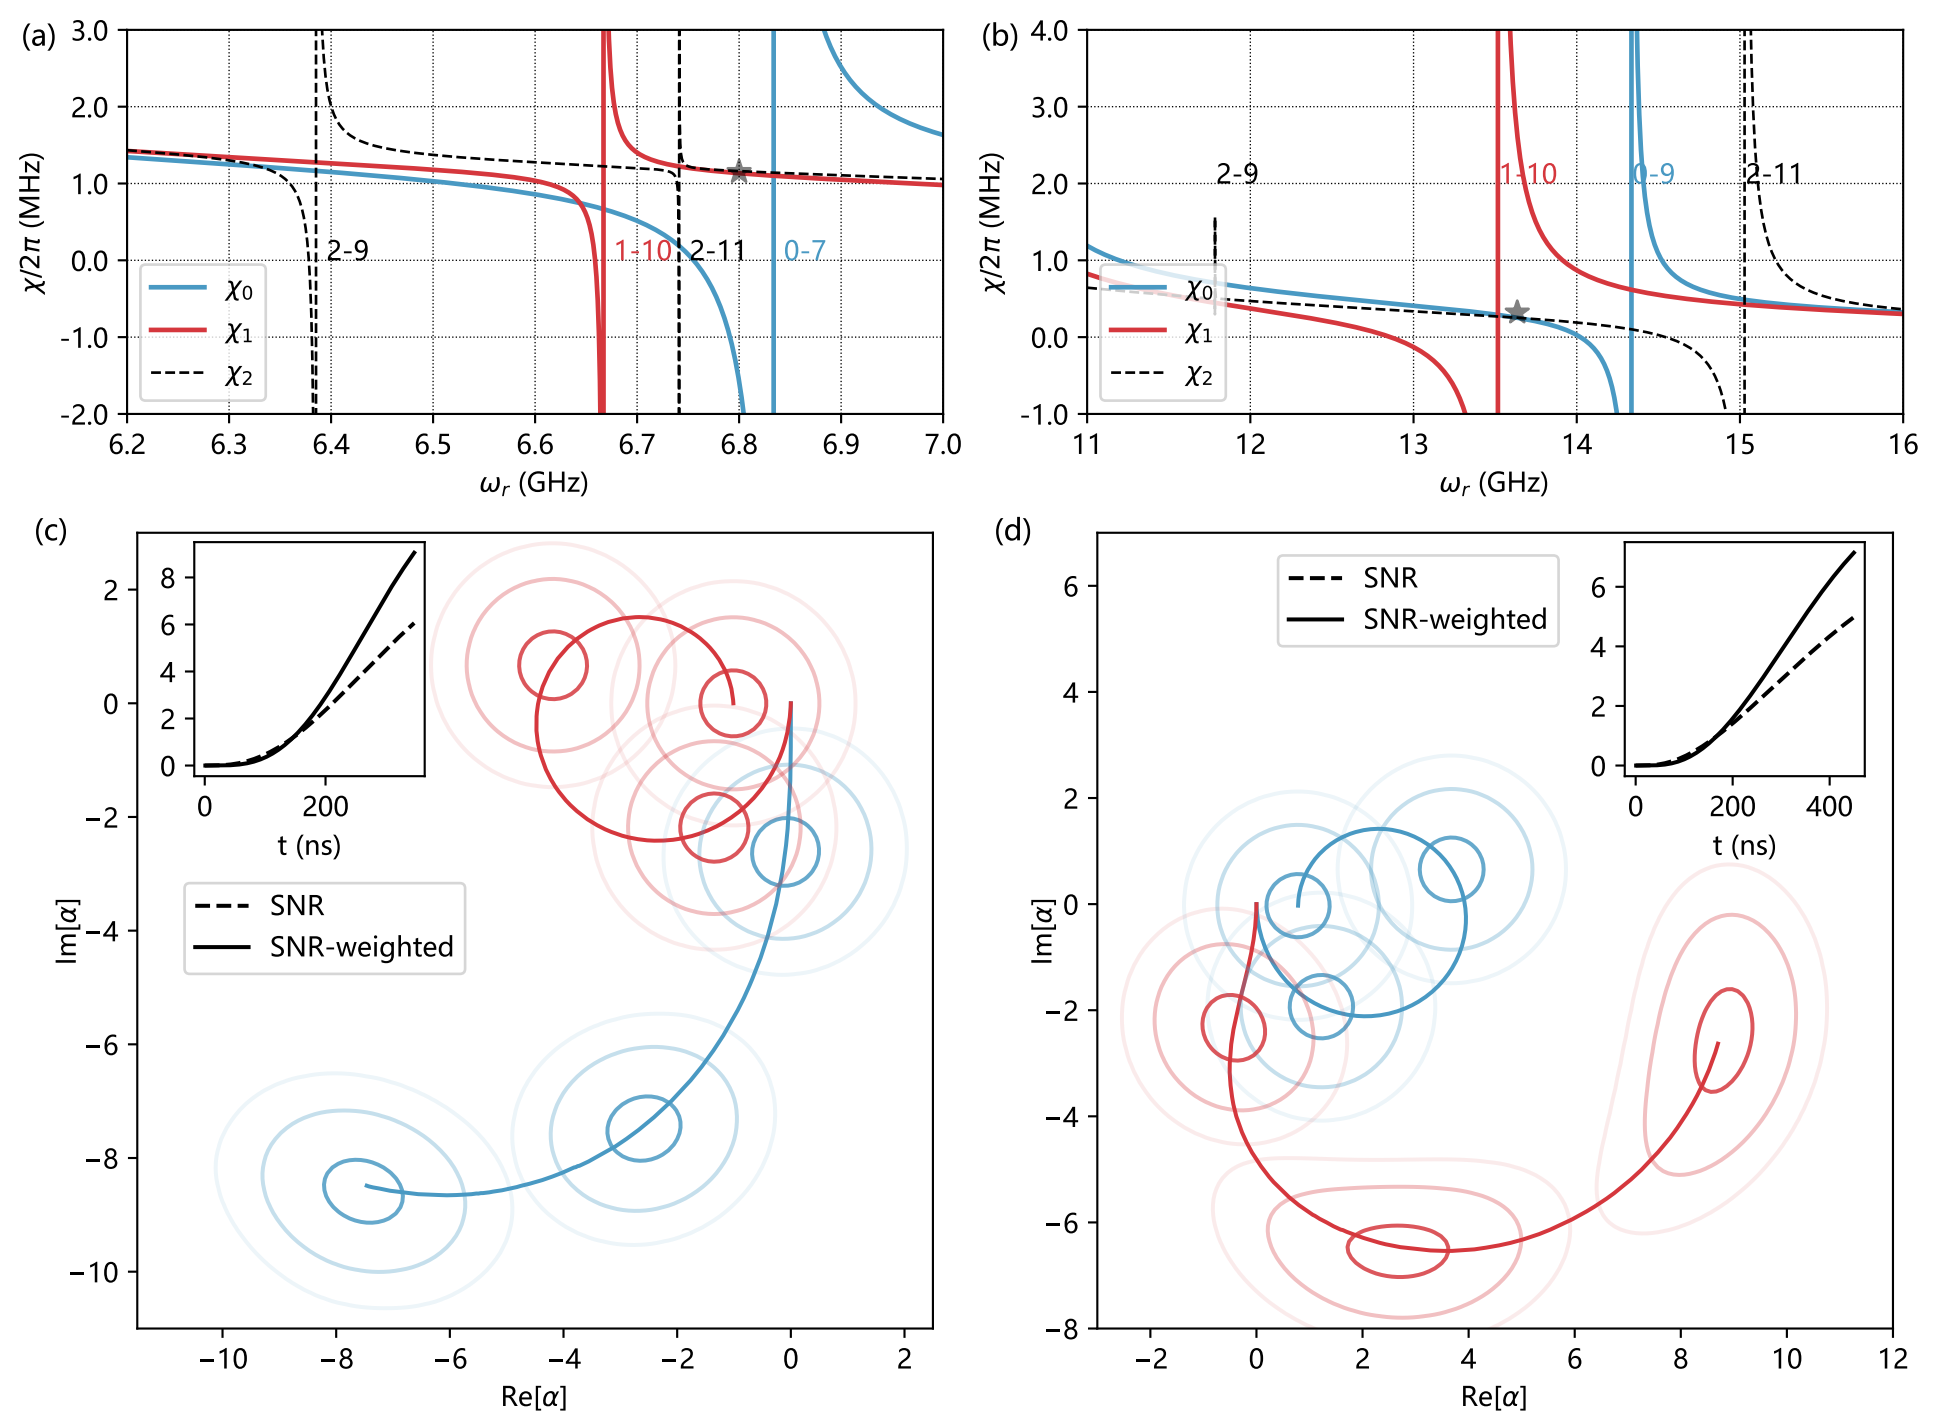 (a)
3.0
2.0
1.0
0.0
-1.0
-2.0
χ/2π (MHz)
2-9
1-10
2-11
0-7
χ0
χ1
χ2
6.2 6.3 6.4 6.5 6.6 6.7 6.8 6.9 7.0
ωr (GHz)
(b)
4.0
3.0
2.0
1.0
0.0
-1.0
χ/2π (MHz)
2-9
1-10
0-9
2-11
χ0
χ1
χ2
11 12 13 14 15 16
ωr (GHz)
(c)
2
0
−2
−4
−6
−8
−10
Im[α]
8
6
4
2
0
0 200
t (ns)
SNR
SNR-weighted
−10 −8 −6 −4 −2 0 2
Re[α]
(d)
6
4
2
0
−2
−4
−6
−8
Im[α]
SNR
SNR-weighted
6
4
2
0
0 200 400
t (ns)
−2 0 2 4 6 8 10 12
Re[α]